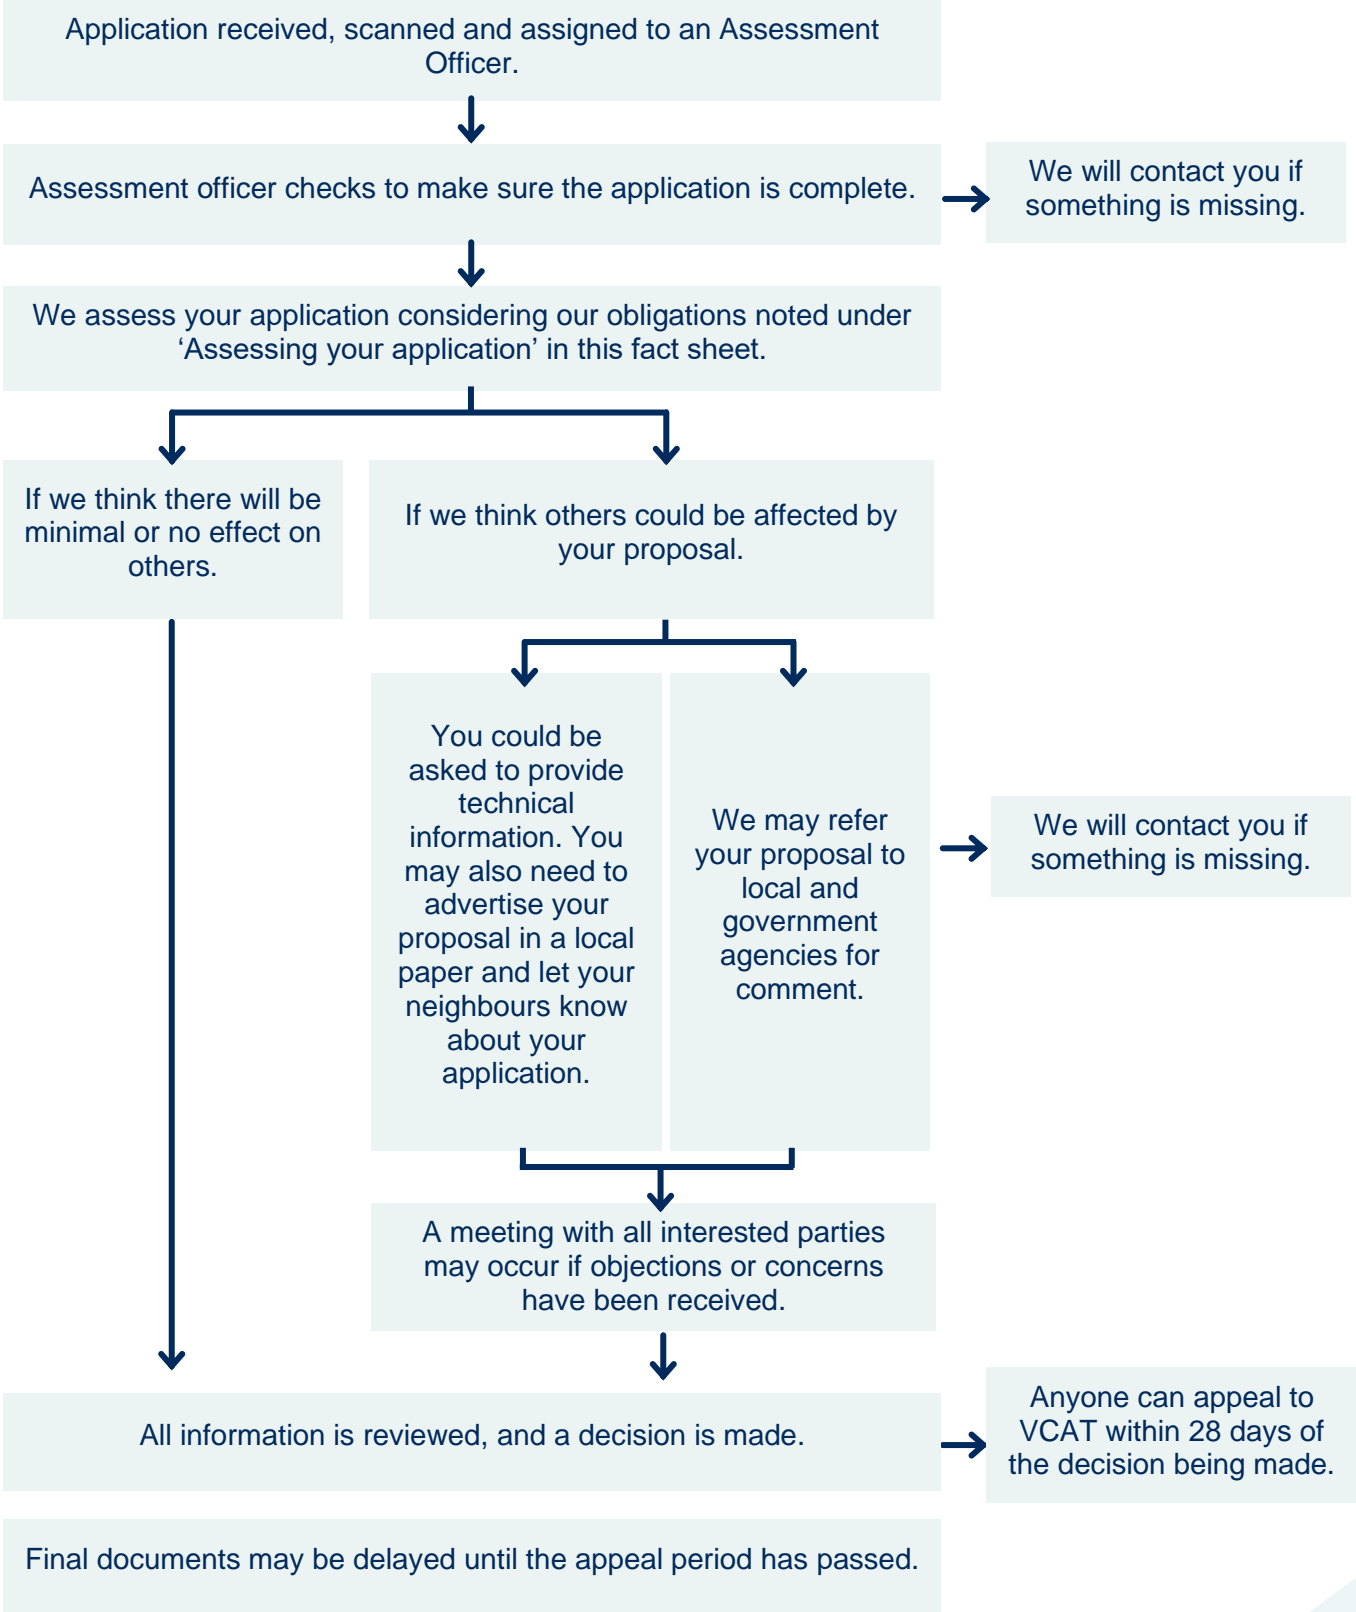 Application received, scanned and assigned to an Assessment
Officer.
Assessment officer checks to make sure the application is complete.
We will contact you if
something is missing.
We assess your application considering our obligations noted under
‘Assessing your application’ in this fact sheet.
If we think there will be
minimal or no effect on
others.
If we think others could be affected by
your proposal.
You could be
asked to provide
technical
information. You
may also need to
advertise your
proposal in a local
paper and let your
neighbours know
about your
application.
We may refer
your proposal to
local and
government
agencies for
comment.
We will contact you if
something is missing.
A meeting with all interested parties
may occur if objections or concerns
have been received.
All information is reviewed, and a decision is made.
Anyone can appeal to
VCAT within 28 days of
the decision being made.
Final documents may be delayed until the appeal period has passed.